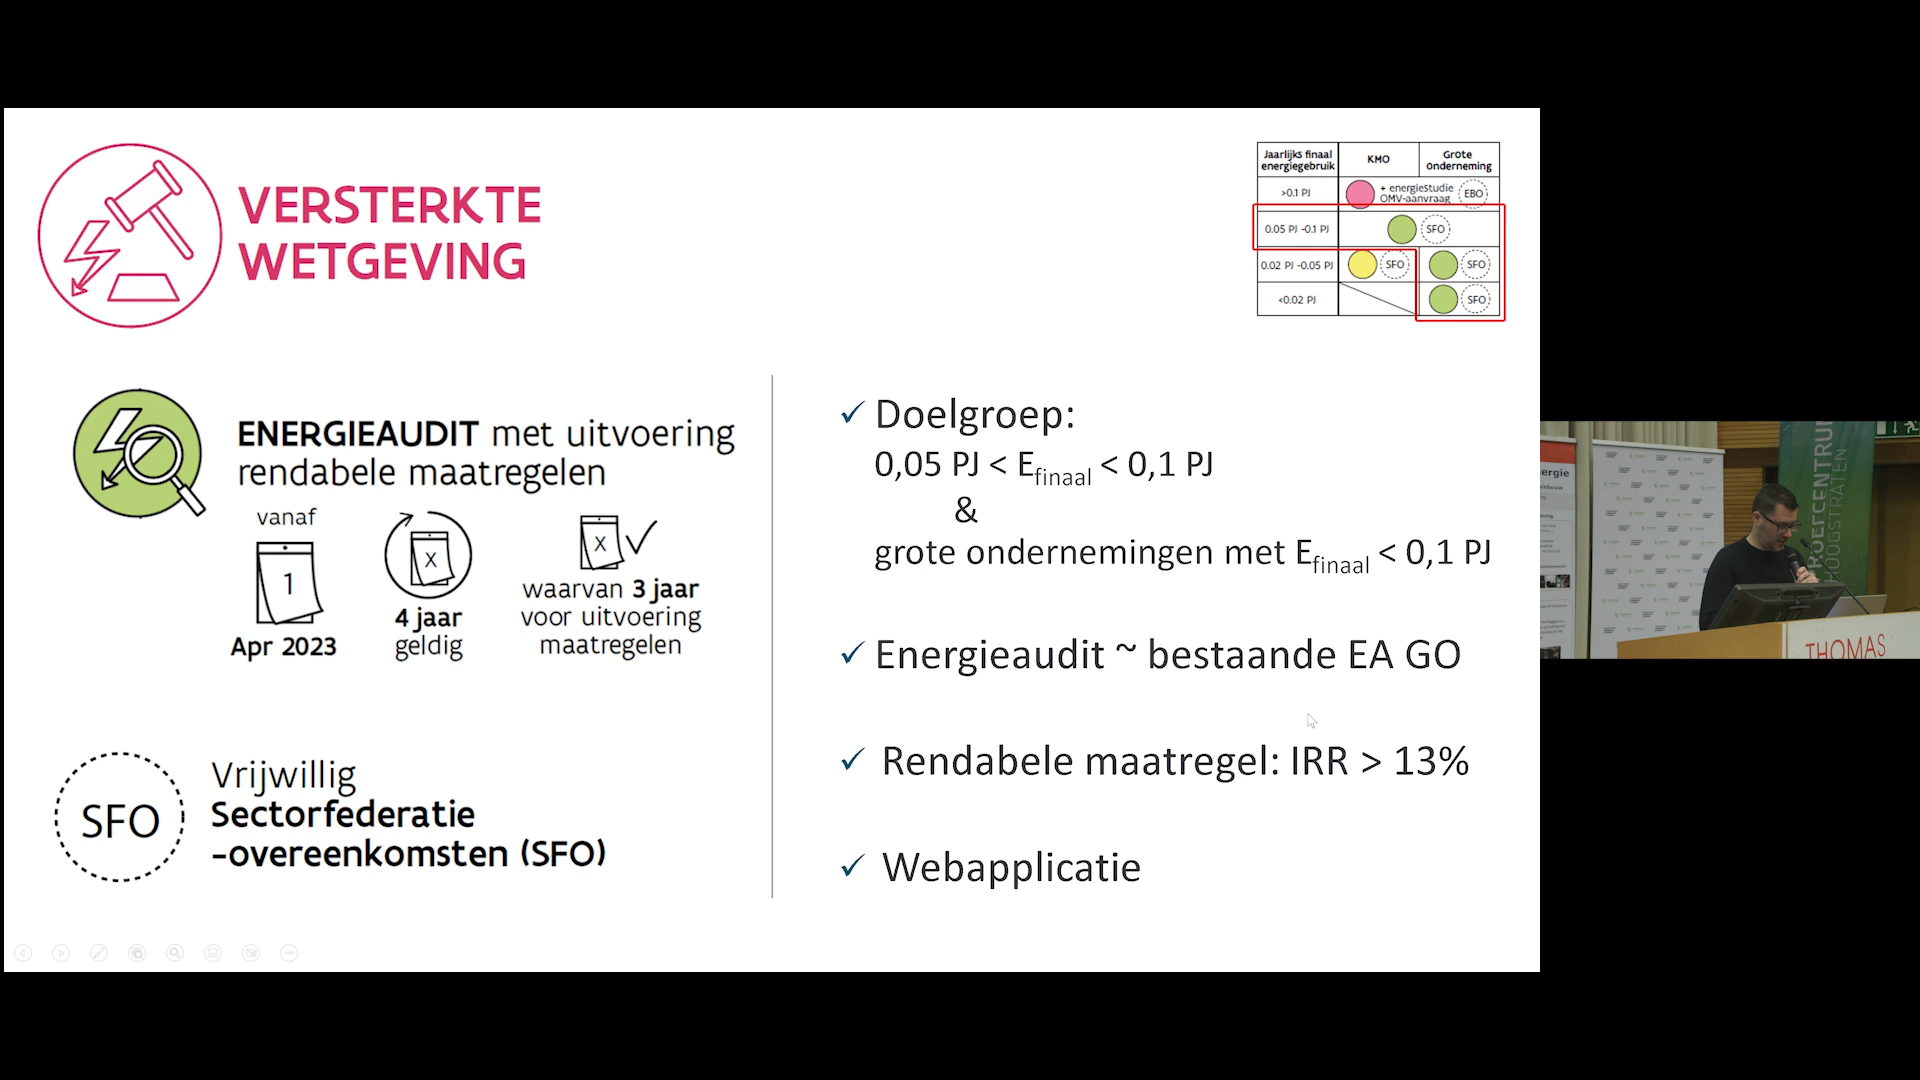 VERSTERKTE
WETGEVING
Jaarlijks finaal
energiegebruik
KMO
Grote
onderneming
>0.1 PJ
+ energiestudie
OMV-aanvraag
EBO
0.05 PJ -0.1 PJ
SFO
0.02 PJ -0.05 PJ
SFO
SFO
<0.02 PJ
SFO
ENERGIEAUDIT met uitvoering
rendabele maatregelen
vanaf
1
Apr 2023
X
4 jaar
geldig
X
waarvan 3 jaar
voor uitvoering
maatregelen
SFO
Vrijwillig
Sectorfederatie
-overeenkomsten (SFO)
✓ Doelgroep:
0,05 PJ < Efinaal < 0,1 PJ
&
grote ondernemingen met Efinaal < 0,1 PJ
✓ Energieaudit ~ bestaande EA GO
✓ Rendabele maatregel: IRR > 13%
✓ Webapplicatie
ergie
PROEFCENTRUM
HOOGSTRATEN
THOMAS